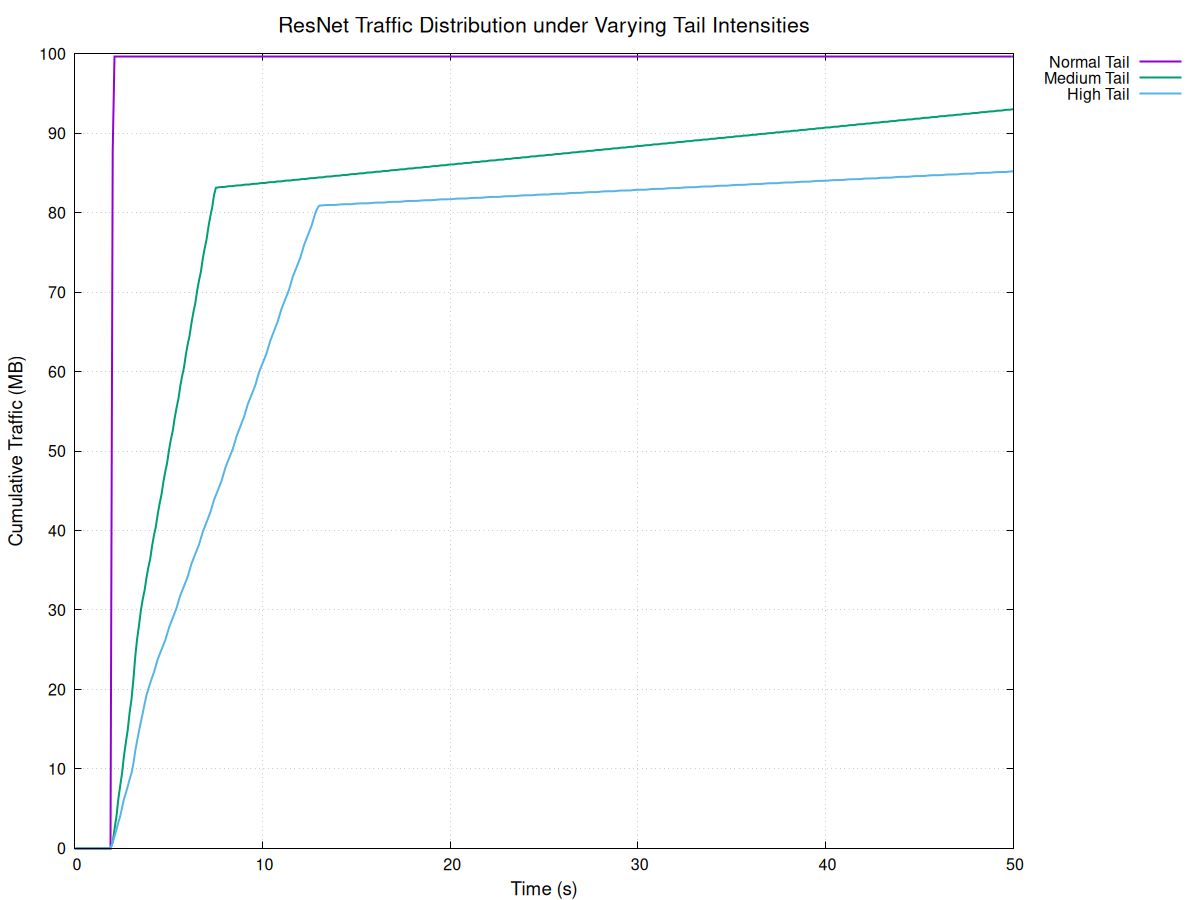 ResNet Traffic Distribution under Varying Tail Intensities
Normal Tail
Medium Tail
High Tail
100
90
80
70
60
50
40
30
20
10
0
Cumulative Traffic (MB)
0 10 20 30 40 50
Time (s)